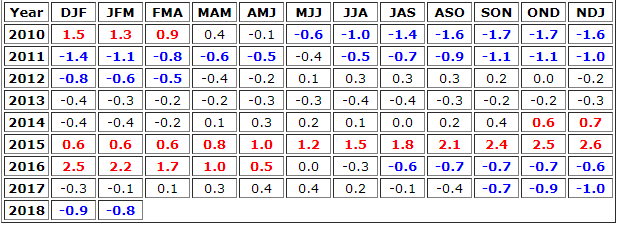 Year DJF JFM FMA MAM AMJ MJJ JJA JAS ASO SON OND NDJ
2010 1.5 1.3 0.9 0.4 -0.1 -0.6 -1.0 -1.4 -1.6 -1.7 -1.7 -1.6
2011 -1.4 -1.1 -0.8 -0.6 -0.5 -0.4 -0.5 -0.7 -0.9 -1.1 -1.1 -1.0
2012 -0.8 -0.6 -0.5 -0.4 -0.2 0.1 0.3 0.3 0.3 0.2 0.0 -0.2
2013 -0.4 -0.3 -0.2 -0.2 -0.3 -0.3 -0.4 -0.4 -0.3 -0.2 -0.2 -0.3
2014 -0.4 -0.4 -0.2 0.1 0.3 0.2 0.1 0.0 0.2 0.4 0.6 0.7
2015 0.6 0.6 0.6 0.8 1.0 1.2 1.5 1.8 2.1 2.4 2.5 2.6
2016 2.5 2.2 1.7 1.0 0.5 0.0 -0.3 -0.6 -0.7 -0.7 -0.7 -0.6
2017 -0.3 -0.1 0.1 0.3 0.4 0.4 0.2 -0.1 -0.4 -0.7 -0.9 -1.0
2018 -0.9 -0.8